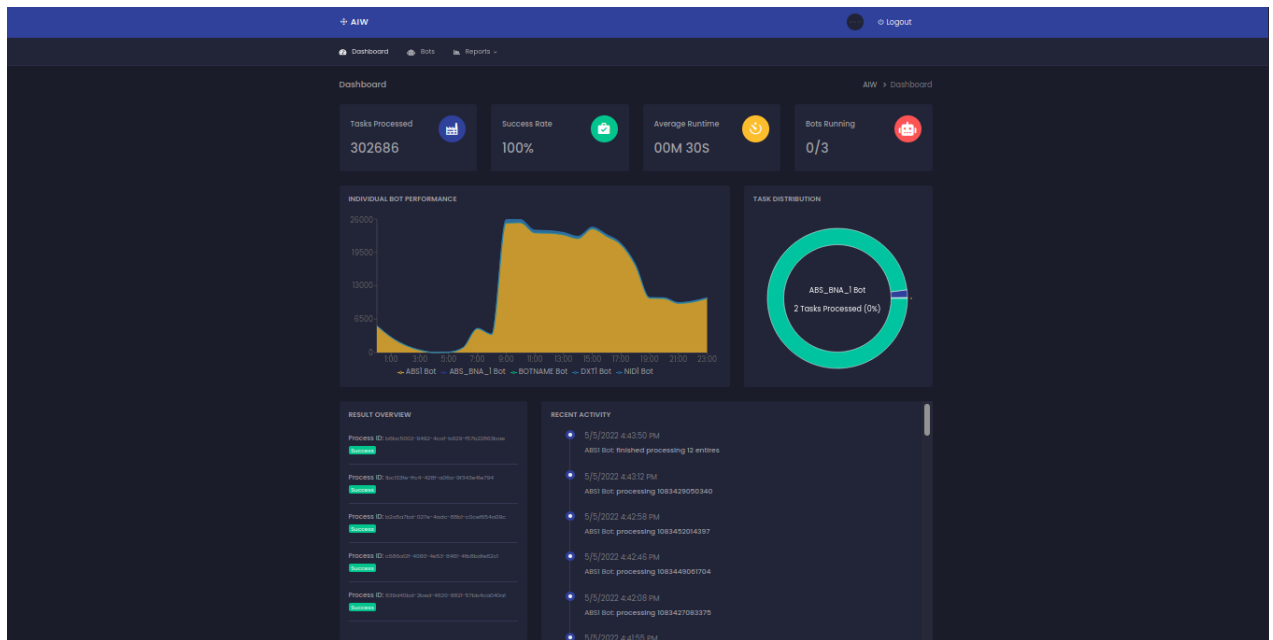 AIW
Logout
Dashboard Bots Reports
Dashboard
AIW > Dashboard
Tasks Processed
302686
Success Rate
100%
Average Runtime
00M 30S
Bots Running
0/3
INDIVIDUAL BOT PERFORMANCE
26000
19500
13000
6500
0
1:00 3:00 5:00 7:00 9:00 11:00 13:00 15:00 17:00 19:00 21:00 23:00
ABS1 Bot ABS_BNA_1 Bot BOTNAME Bot DXT1 Bot NID1 Bot
TASK DISTRIBUTION
ABS_BNA_1 Bot
2 Tasks Processed (0%)
RESULT OVERVIEW
Process ID:
Success
Process ID:
Success
Process ID:
Success
Process ID:
Success
Process ID:
Success
RECENT ACTIVITY
5/5/2022 4:43:50 PM
ABS1 Bot: finished processing 12 entires
5/5/2022 4:43:12 PM
ABS1 Bot: processing 1083429050340
5/5/2022 4:42:58 PM
ABS1 Bot: processing 1083452014397
5/5/2022 4:42:46 PM
ABS1 Bot: processing 1083449061704
5/5/2022 4:42:08 PM
ABS1 Bot: processing 1083427083375
5/5/2022 4:41:55 PM